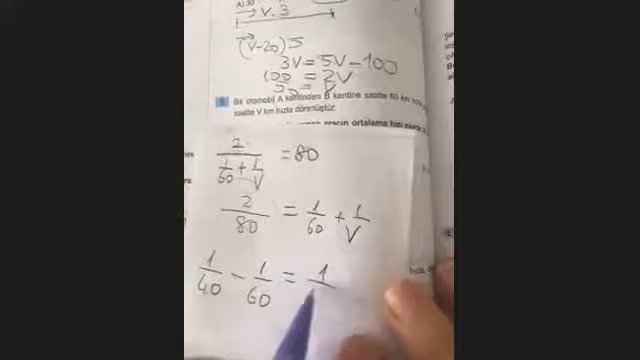 A) 30
V.3
(V-20)5
3V = 5V - 100
100 = 2V
50 = V
5. Bir otomobil A kentinden B kentine saatte 60 km hızla
saatte V km hızla dönmüştür.
aracın ortalama hızı saatte
2 / (1/60 + 1/V) = 80
2/80 = 1/60 + 1/V
1/40 - 1/60 = 1/